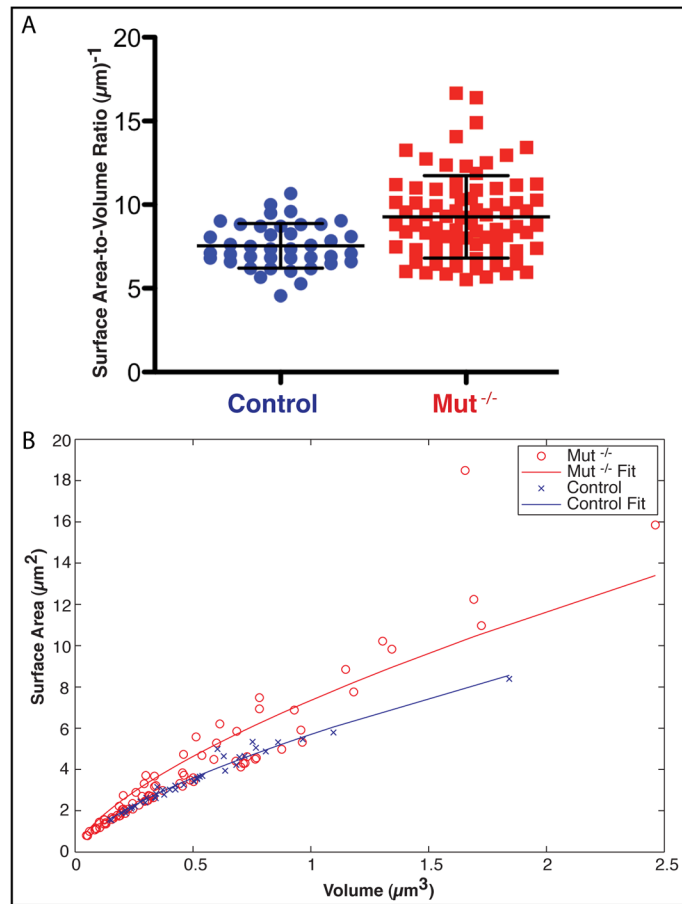 A
Surface Area-to-Volume Ratio (µm)-1
20
15
10
5
0
Control
Mut -/-
B
Surface Area (µm2)
20
18
16
14
12
10
8
6
4
2
0
Mut -/-
Mut -/- Fit
Control
Control Fit
0
0.5
1
1.5
2
2.5
Volume (µm3)